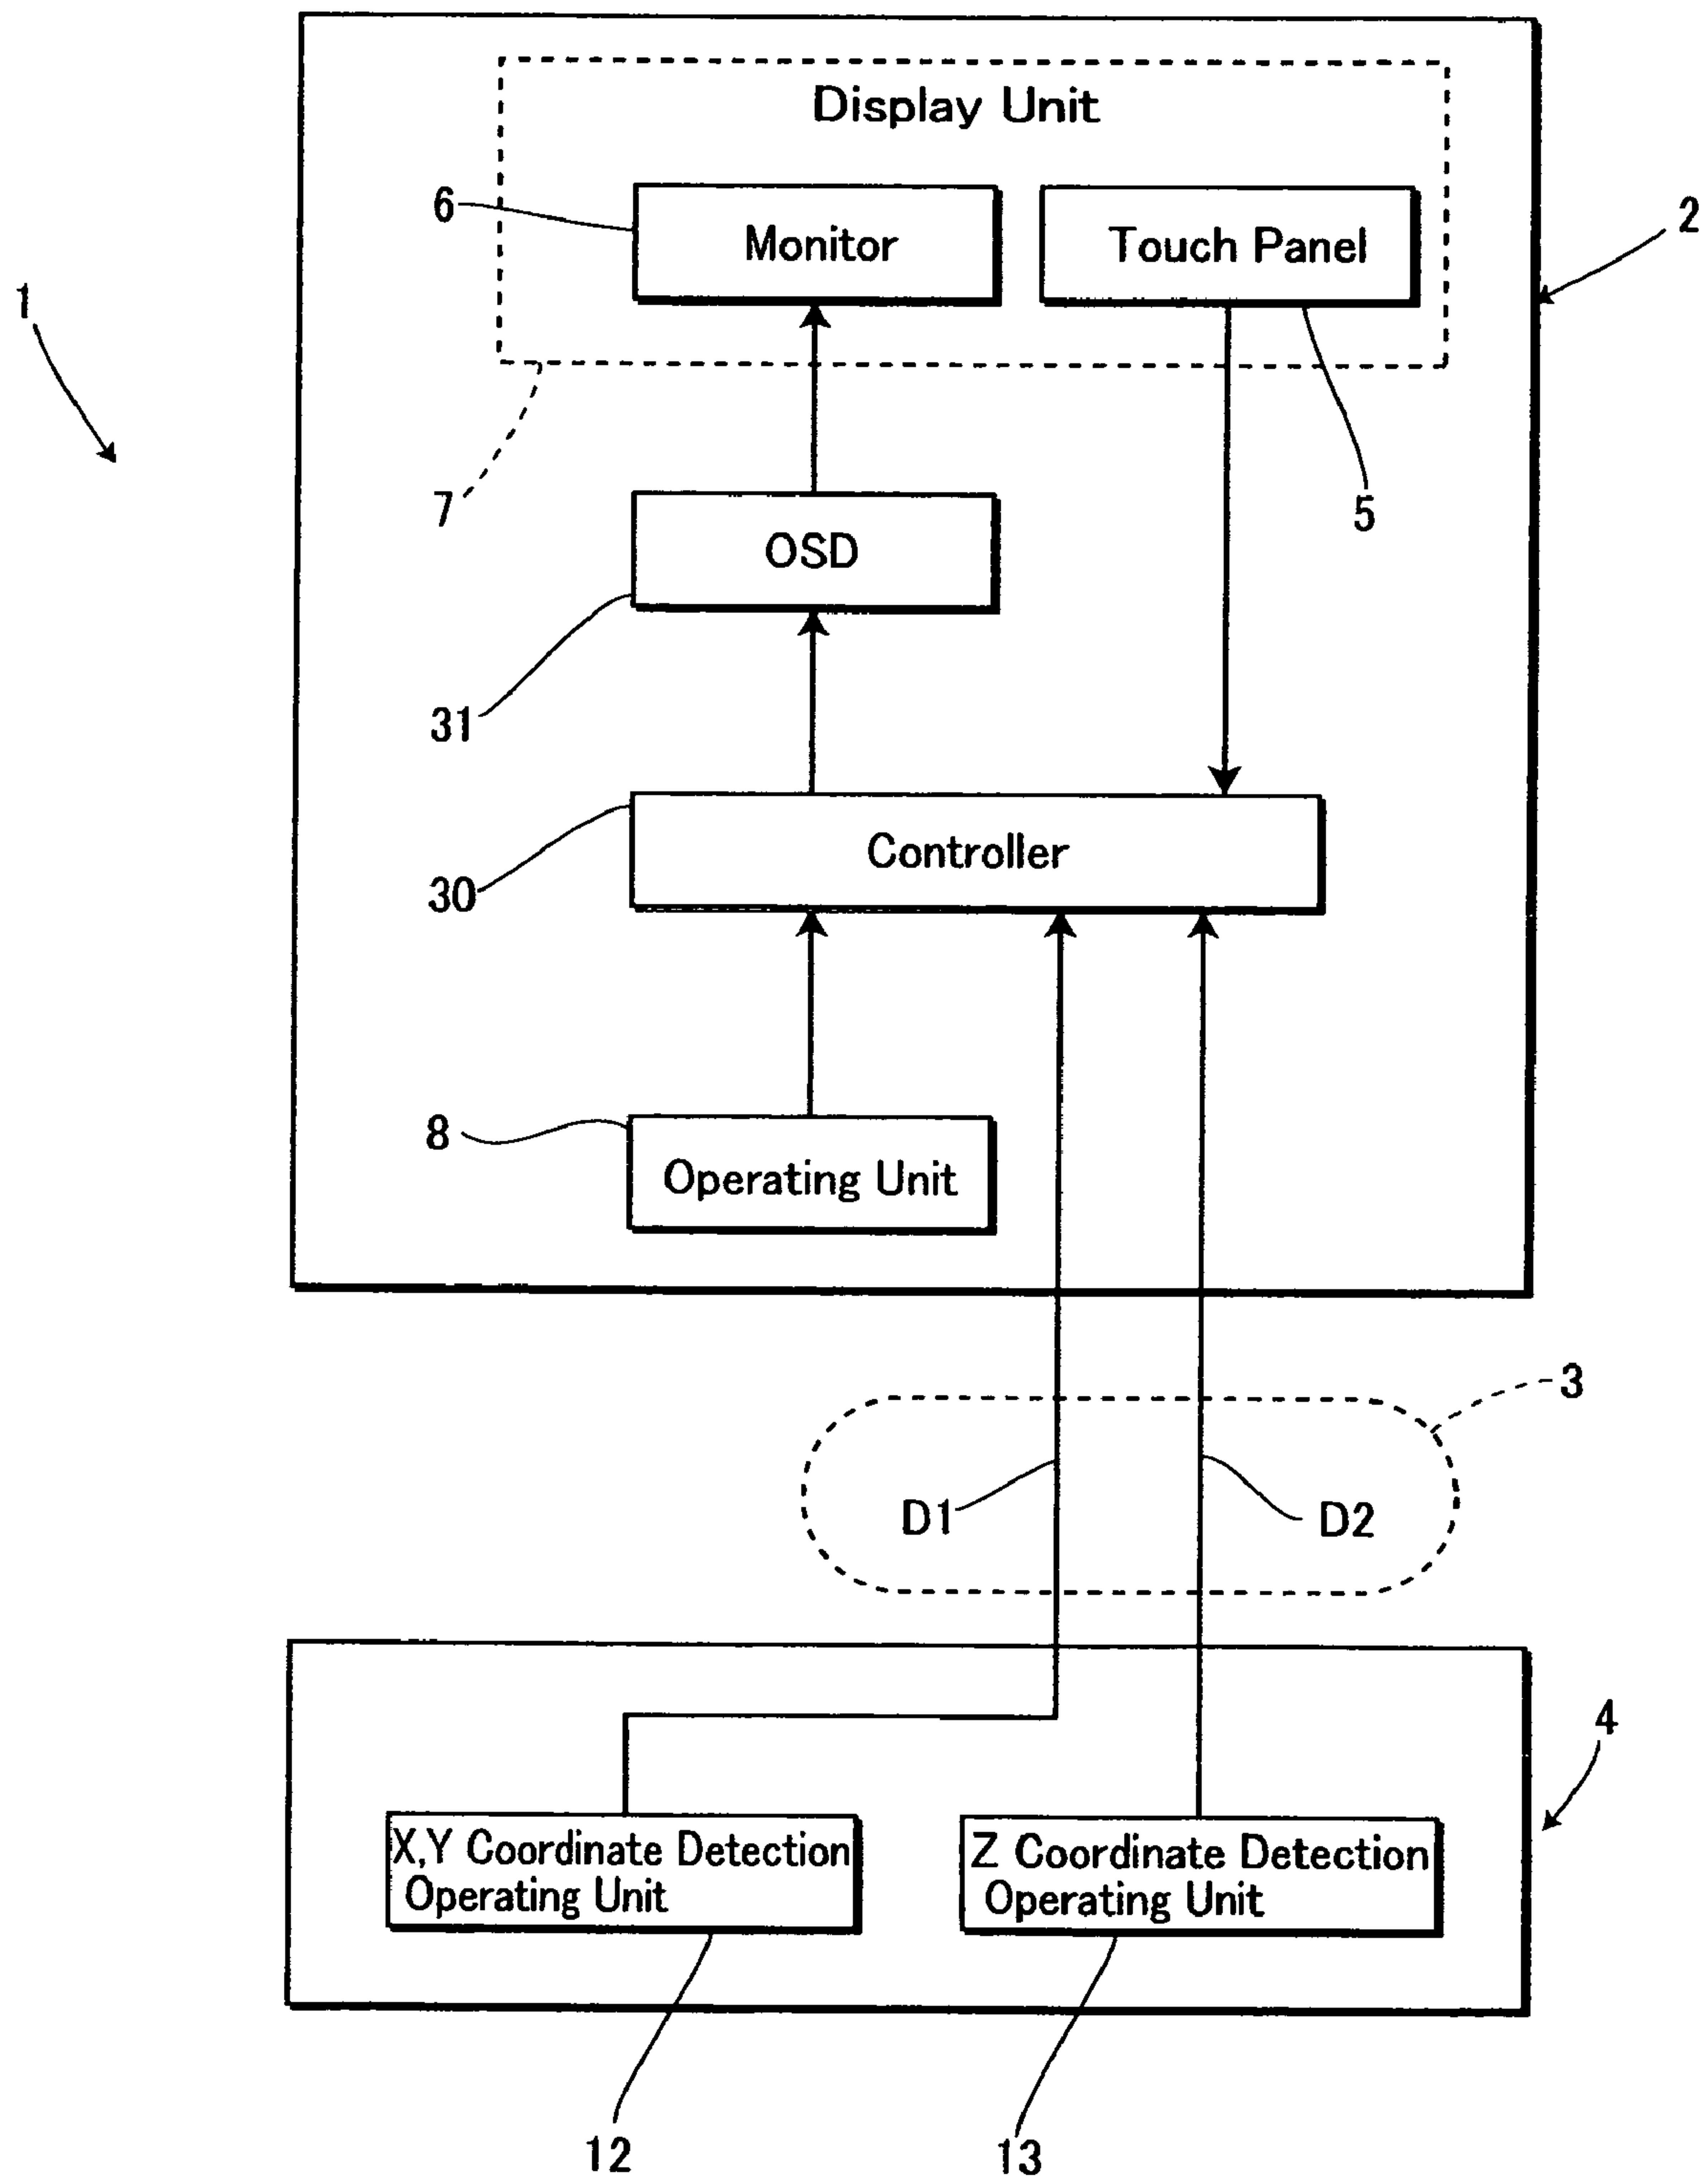 Display Unit
6
Monitor
Touch Panel
2
1
7
OSD
5
31
Controller
30
8
Operating Unit
3
D1
D2
4
X,Y Coordinate Detection
Operating Unit
Z Coordinate Detection
Operating Unit
12
13